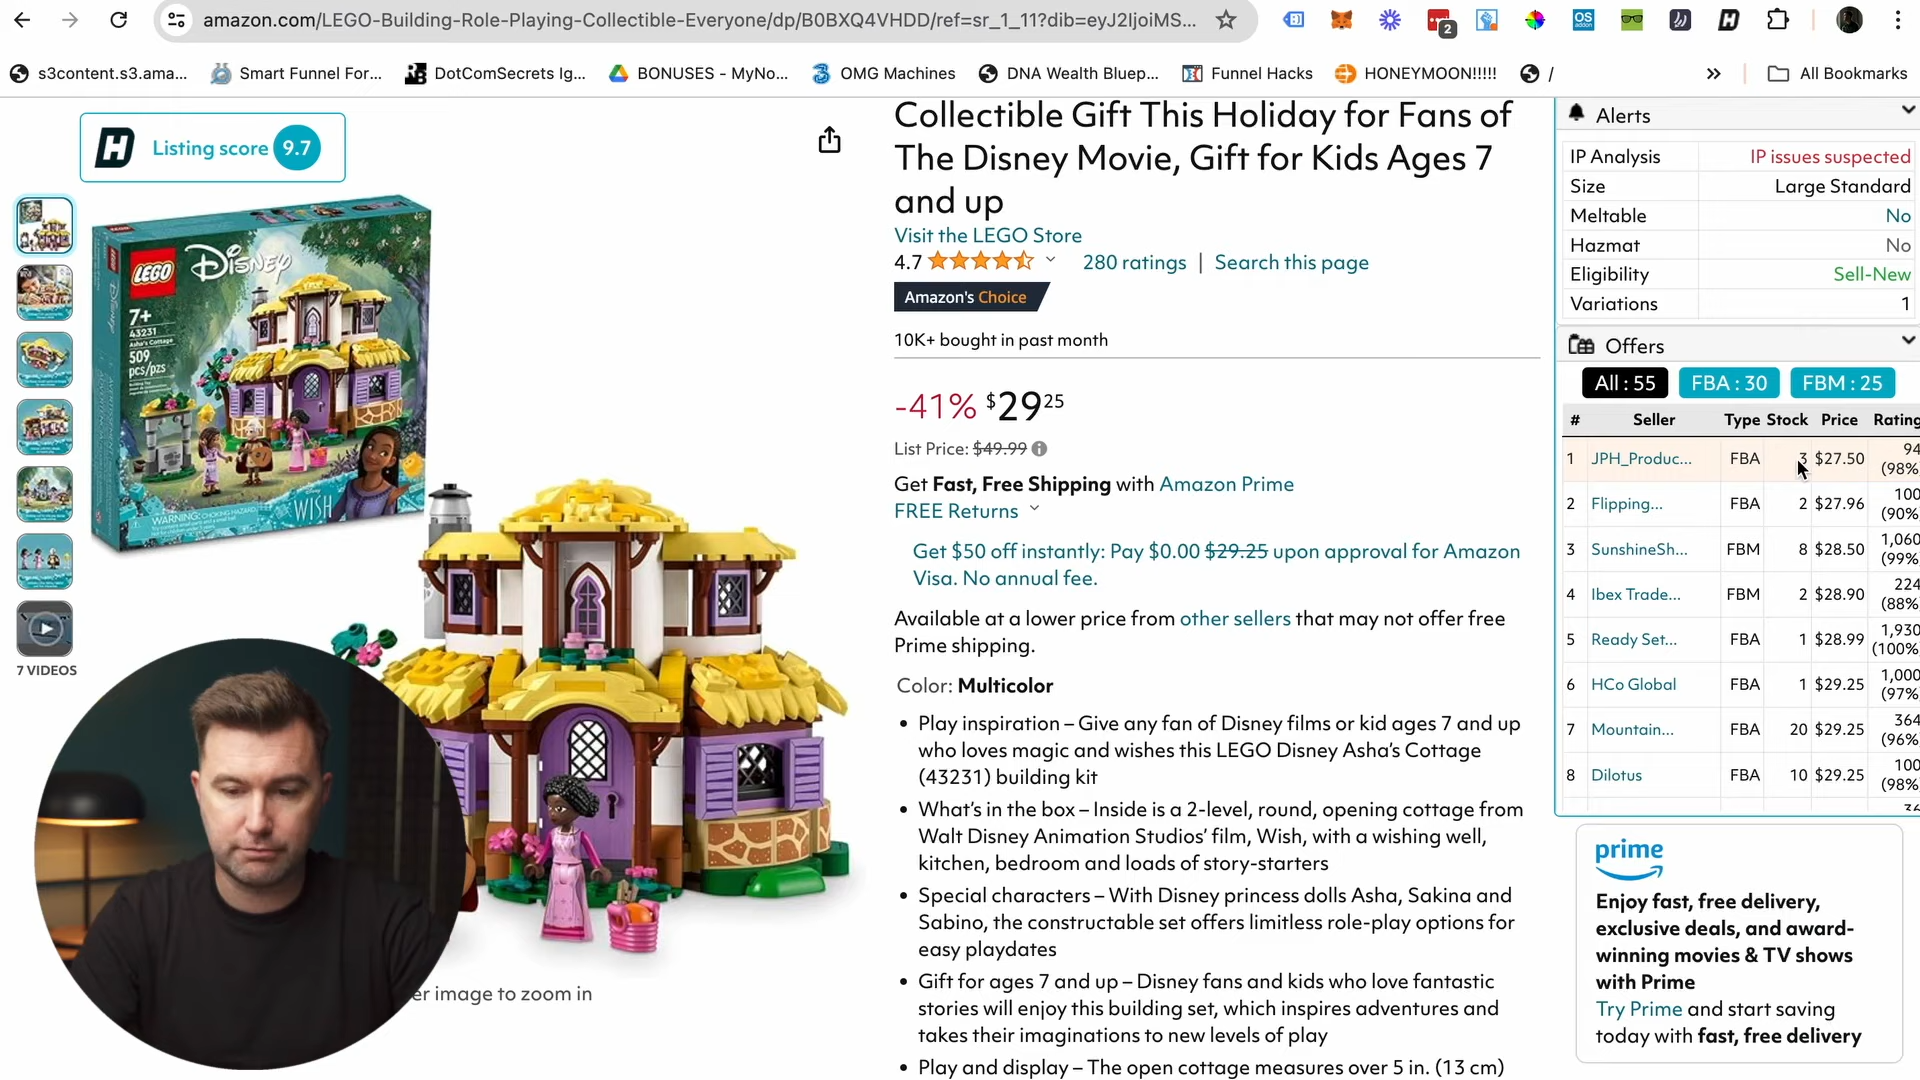 amazon.com/LEGO-Building-Role-Playing-Collectible-Everyone/dp/B0BXQ4VHDD/ref=sr_1_11?dib=eyJ2IjoiMS...
2
OS
addon
s3content.s3.ama...
Smart Funnel For...
DotComSecrets Ig...
BONUSES - MyNo...
OMG Machines
DNA Wealth Bluep...
Funnel Hacks
HONEYMOON!!!!!
/
»
All Bookmarks
H Listing score 9.7
LEGO Disney
7+
43231
Asha's Cottage
509
pcs/pzs
WISH
7 VIDEOS
er image to zoom in
Collectible Gift This Holiday for Fans of
The Disney Movie, Gift for Kids Ages 7
and up
Visit the LEGO Store
4.7
280 ratings | Search this page
Amazon's Choice
10K+ bought in past month
-41% $29 25
List Price: $49.99
Get Fast, Free Shipping with Amazon Prime
FREE Returns
Get $50 off instantly: Pay $0.00 $29.25 upon approval for Amazon
Visa. No annual fee.
Available at a lower price from other sellers that may not offer free
Prime shipping.
Color: Multicolor
• Play inspiration – Give any fan of Disney films or kid ages 7 and up
who loves magic and wishes this LEGO Disney Asha's Cottage
(43231) building kit
• What's in the box – Inside is a 2-level, round, opening cottage from
Walt Disney Animation Studios' film, Wish, with a wishing well,
kitchen, bedroom and loads of story-starters
• Special characters – With Disney princess dolls Asha, Sakina and
Sabino, the constructable set offers limitless role-play options for
easy playdates
• Gift for ages 7 and up – Disney fans and kids who love fantastic
stories will enjoy this building set, which inspires adventures and
takes their imaginations to new levels of play
• Play and display – The open cottage measures over 5 in. (13 cm)
Alerts
IP Analysis IP issues suspected
Size Large Standard
Meltable No
Hazmat No
Eligibility Sell-New
Variations 1
Offers
All : 55 FBA : 30 FBM : 25
# Seller Type Stock Price Rating
1 JPH_Produc... FBA 3 $27.50 94 (98%
2 Flipping... FBA 2 $27.96 100 (90%)
3 SunshineSh... FBM 8 $28.50 1,060 (99%)
4 Ibex Trade... FBM 2 $28.90 224 (88%)
5 Ready Set... FBA 1 $28.99 1,930 (100%
6 HCo Global FBA 1 $29.25 1,000 (97%)
7 Mountain... FBA 20 $29.25 364 (96%)
8 Dilotus FBA 10 $29.25 100 (98%)
prime
Enjoy fast, free delivery,
exclusive deals, and award-
winning movies & TV shows
with Prime
Try Prime and start saving
today with fast, free delivery